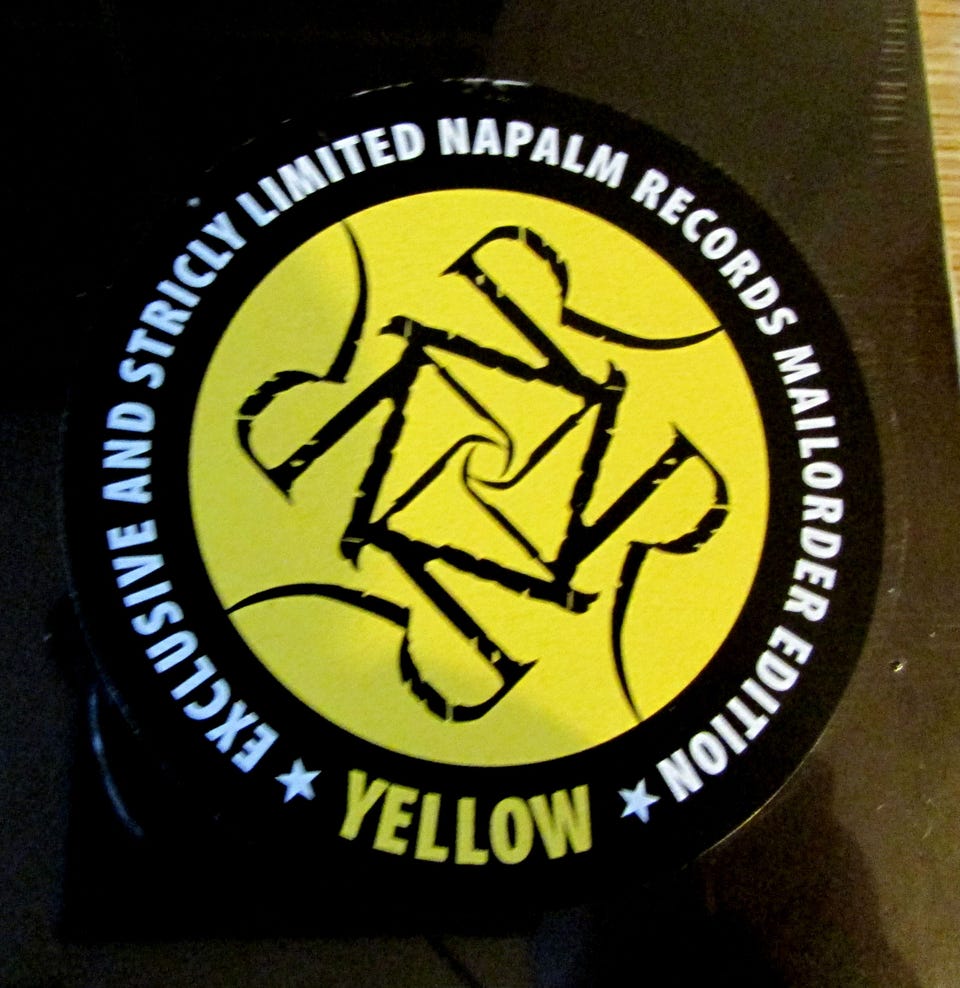 EXCLUSIVE AND STRICLY LIMITED NAPALM RECORDS MAILORDER EDITION
YELLOW